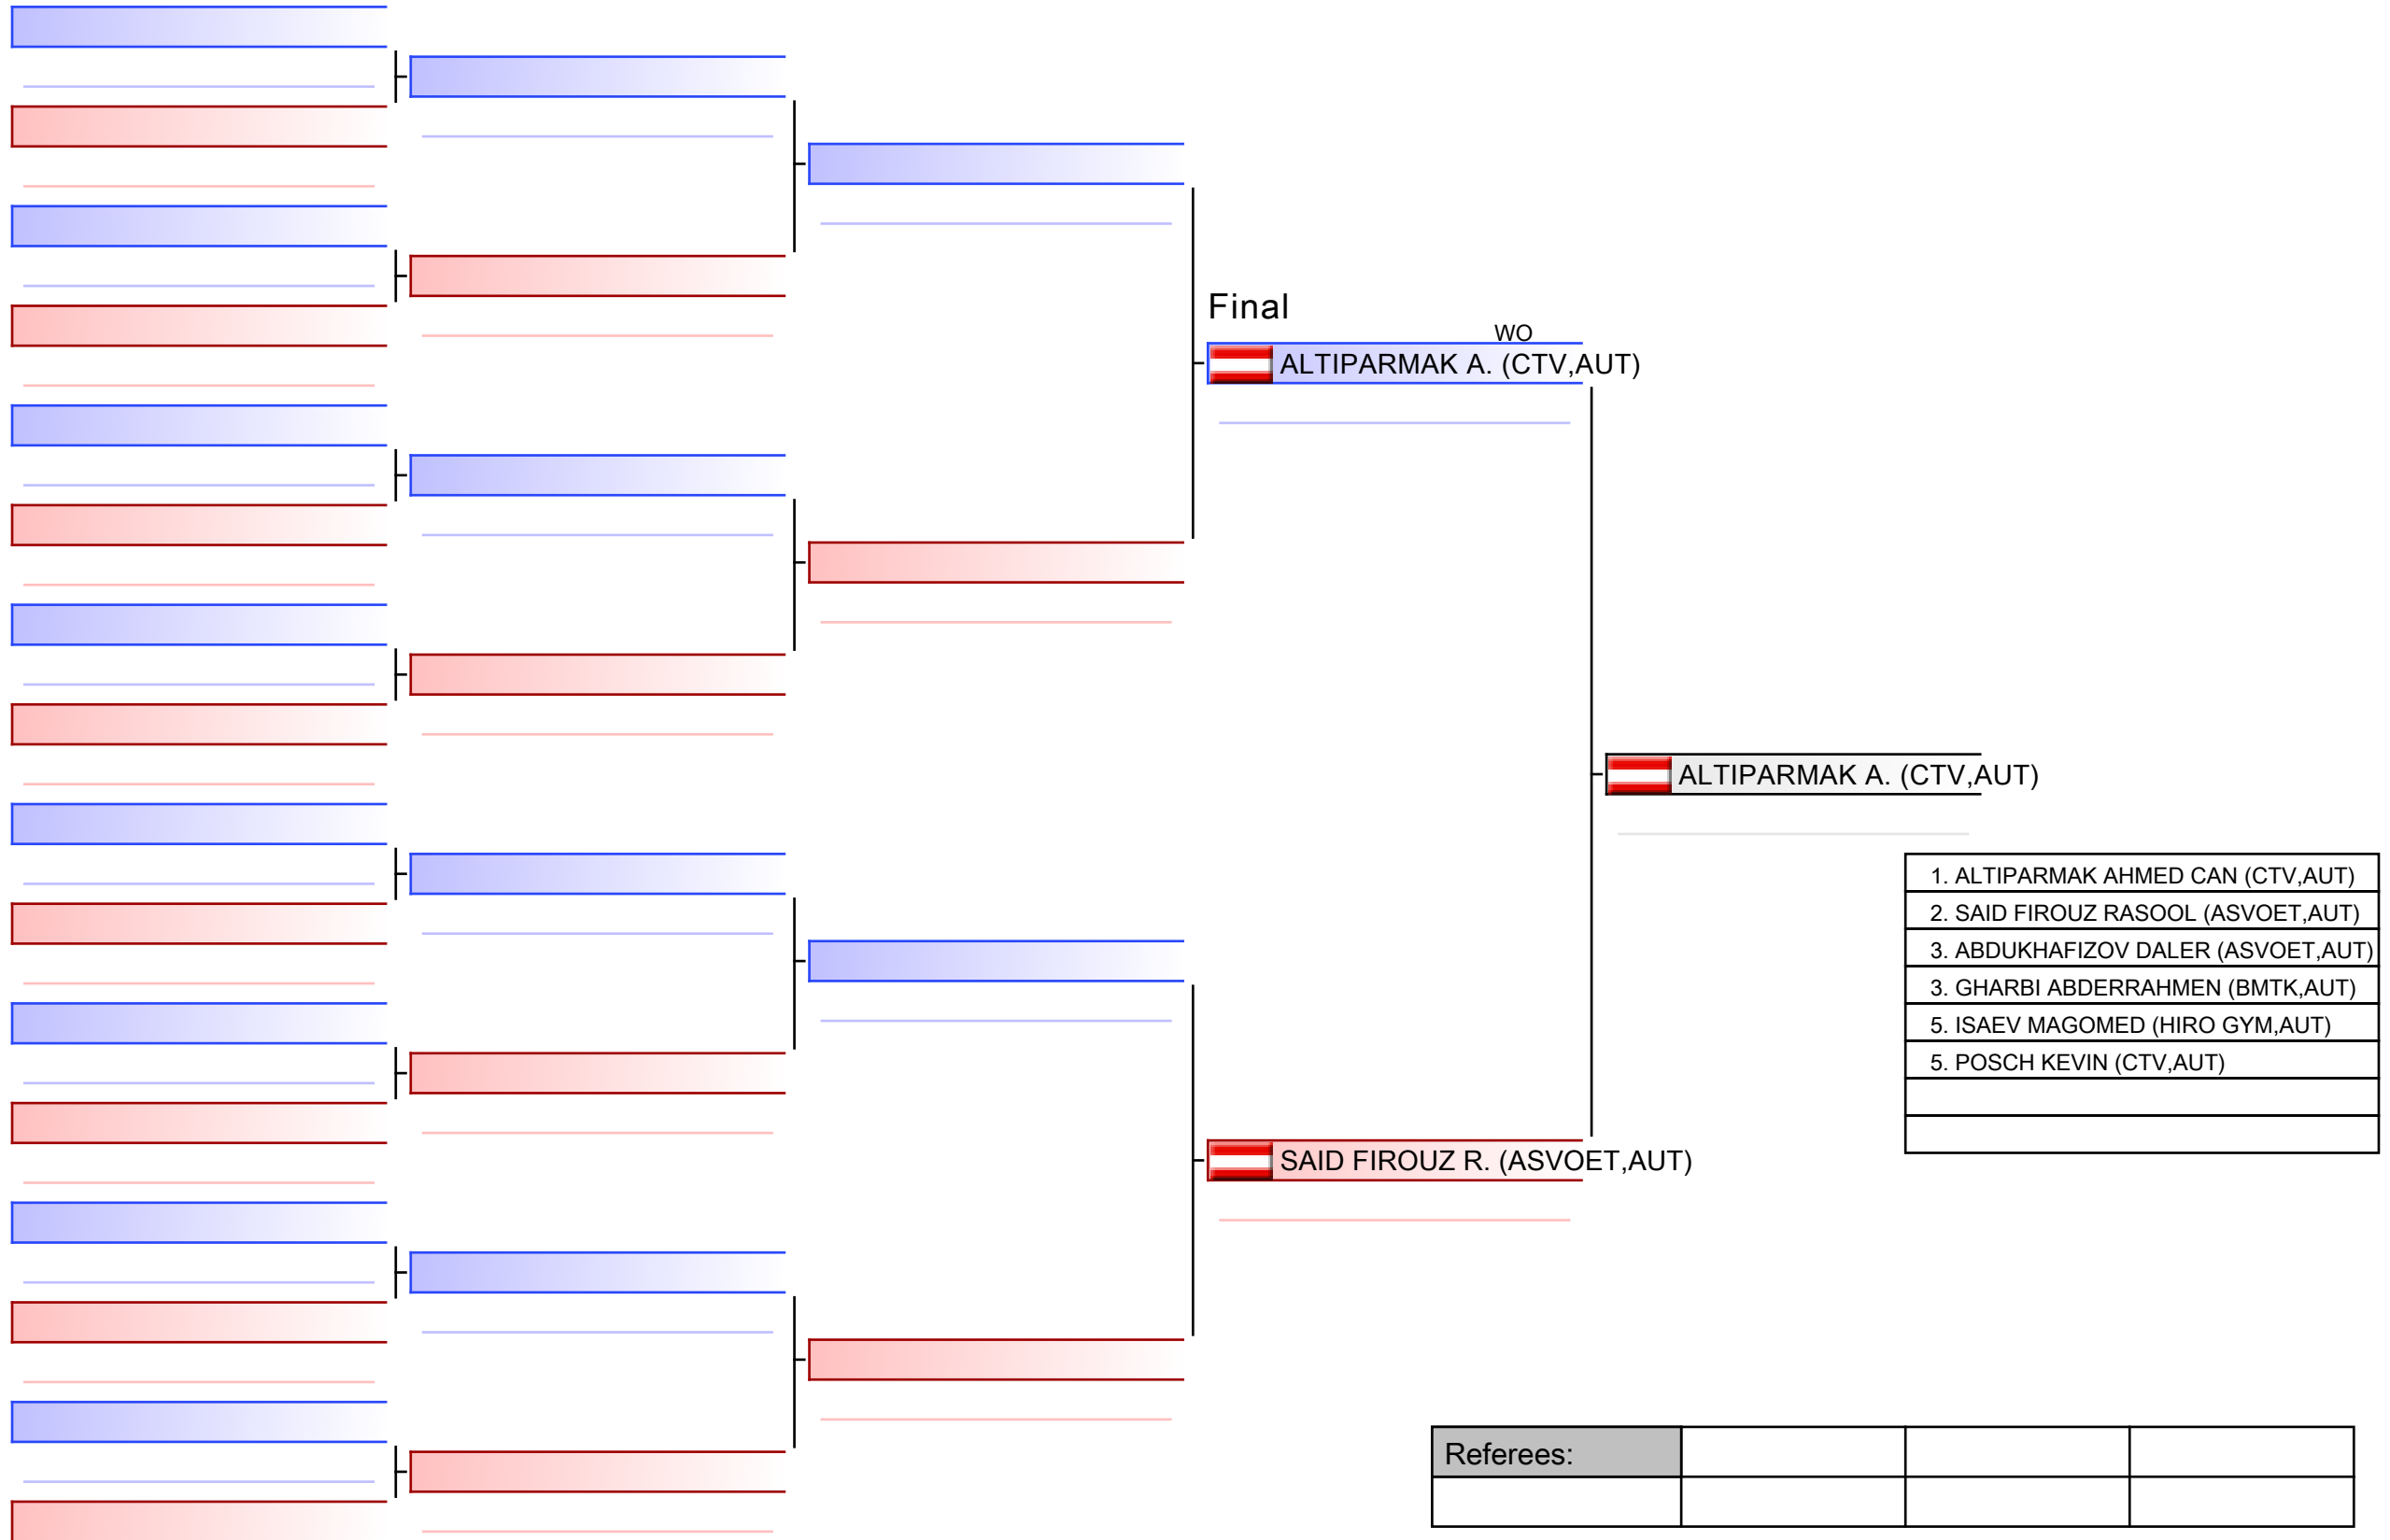 Final
WO
ALTIPARMAK A. (CTV,AUT)
ALTIPARMAK A. (CTV,AUT)
1. ALTIPARMAK AHMED CAN (CTV,AUT)
2. SAID FIROUZ RASOOL (ASVOET,AUT)
3. ABDUKHAFIZOV DALER (ASVOET,AUT)
3. GHARBI ABDERRAHMEN (BMTK,AUT)
5. ISAEV MAGOMED (HIRO GYM,AUT)
5. POSCH KEVIN (CTV,AUT)
SAID FIROUZ R. (ASVOET,AUT)
Referees: